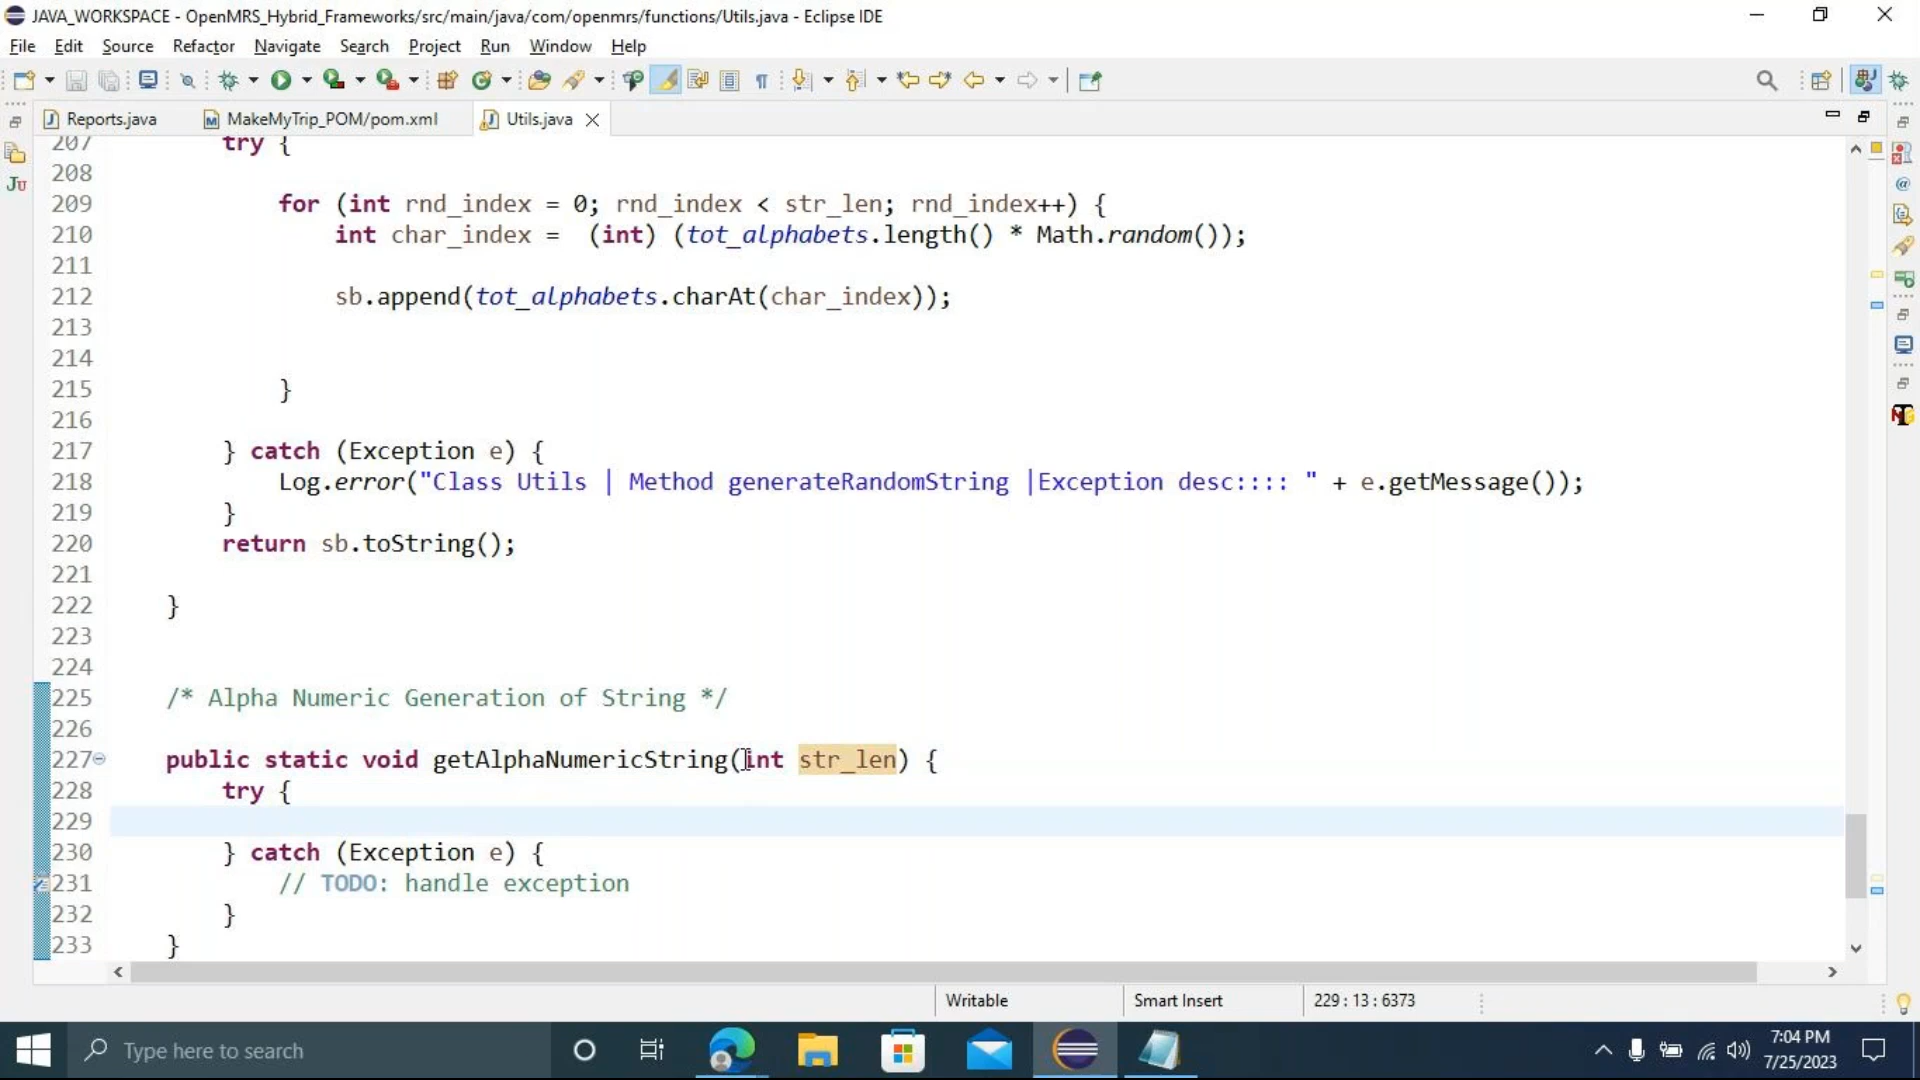 JAVA_WORKSPACE - OpenMRS_Hybrid_Frameworks/src/main/java/com/openmrs/functions/Utils.java - Eclipse IDE
File Edit Source Refactor Navigate Search Project Run Window Help
Reports.java MakeMyTrip_POM/pom.xml Utils.java
207 try {
208
209 for (int rnd_index = 0; rnd_index < str_len; rnd_index++) {
210 int char_index = (int) (tot_alphabets.length() * Math.random());
211
212 sb.append(tot_alphabets.charAt(char_index));
213
214
215 }
216
217 } catch (Exception e) {
218 Log.error("Class Utils | Method generateRandomString |Exception desc:::: " + e.getMessage());
219 }
220 return sb.toString();
221
222 }
223
224
225 /* Alpha Numeric Generation of String */
226
227 public static void getAlphaNumericString(int str_len) {
228 try {
229
230 } catch (Exception e) {
231 // TODO: handle exception
232 }
233 }
Writable Smart Insert 229 : 13 : 6373
Type here to search
7:04 PM
7/25/2023